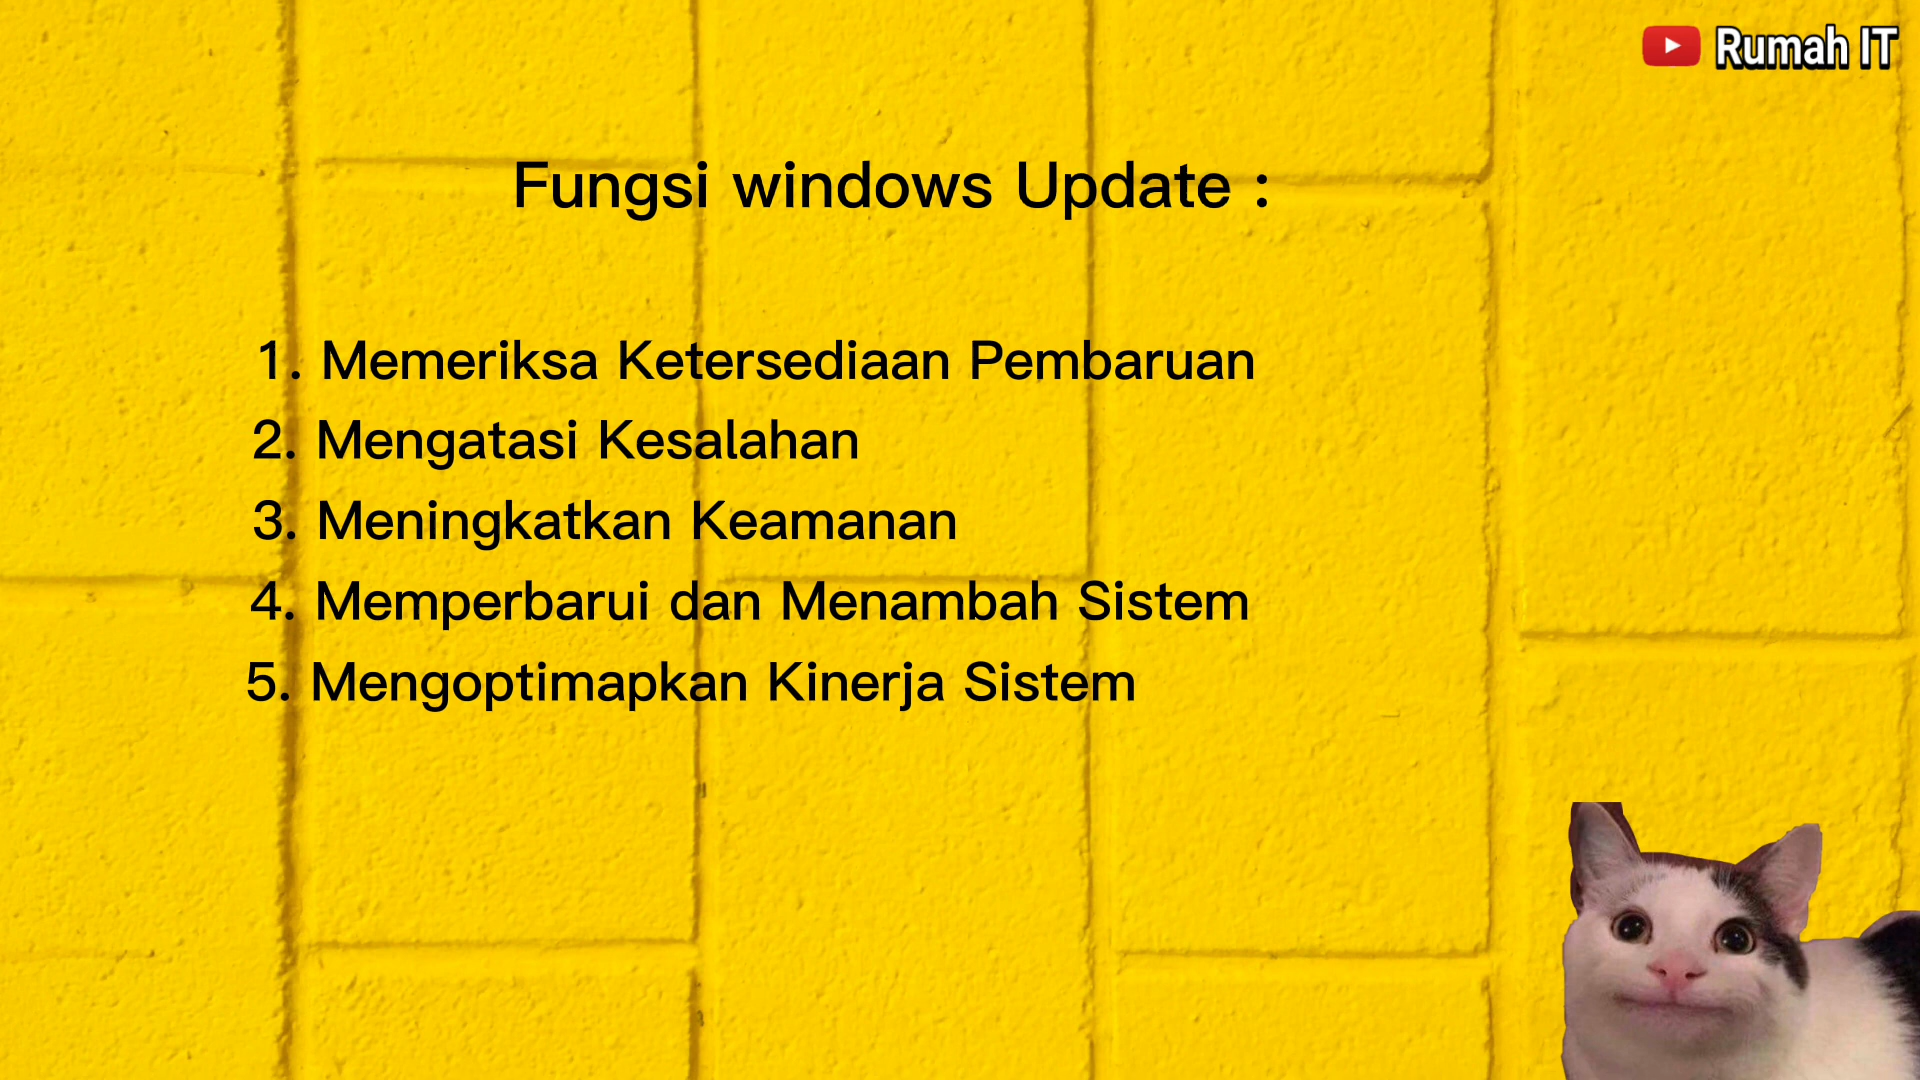 Rumah IT
Fungsi windows Update :
1. Memeriksa Ketersediaan Pembaruan
2. Mengatasi Kesalahan
3. Meningkatkan Keamanan
4. Memperbarui dan Menambah Sistem
5. Mengoptimapkan Kinerja Sistem